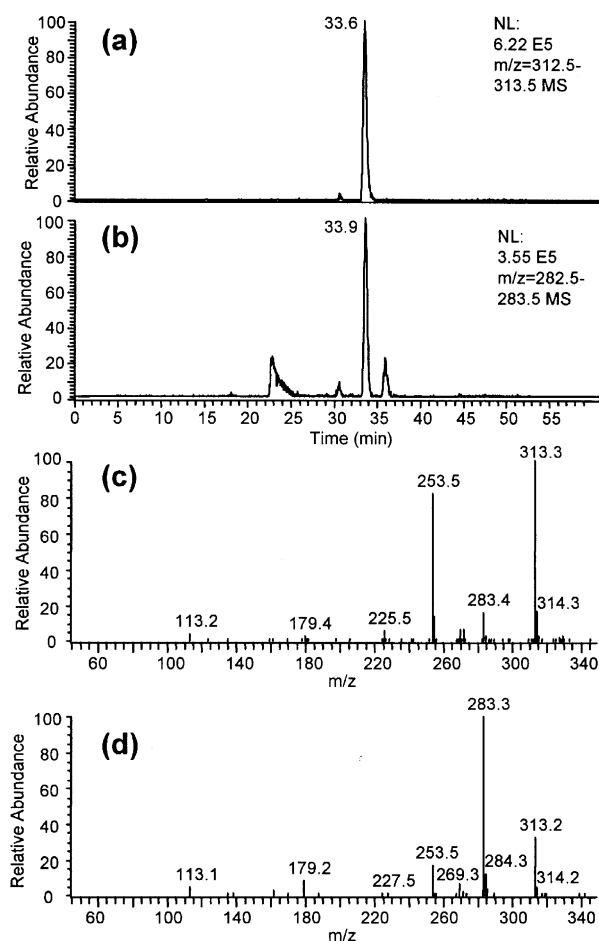 (a)
33.6
NL:
6.22 E5
m/z=312.5-
313.5 MS
Relative Abundance
100
80
60
40
20
0
(b)
33.9
NL:
3.55 E5
m/z=282.5-
283.5 MS
Relative Abundance
100
80
60
40
20
0
0 5 10 15 20 25 30 35 40 45 50 55
Time (min)
(c)
313.3
253.5
283.4
314.3
225.5
179.4
113.2
Relative Abundance
100
80
60
40
20
0
60 100 140 180 220 260 300 340
m/z
(d)
283.3
313.2
253.5
269.3
284.3
314.2
227.5
179.2
113.1
Relative Abundance
100
80
60
40
20
0
60 100 140 180 220 260 300 340
m/z